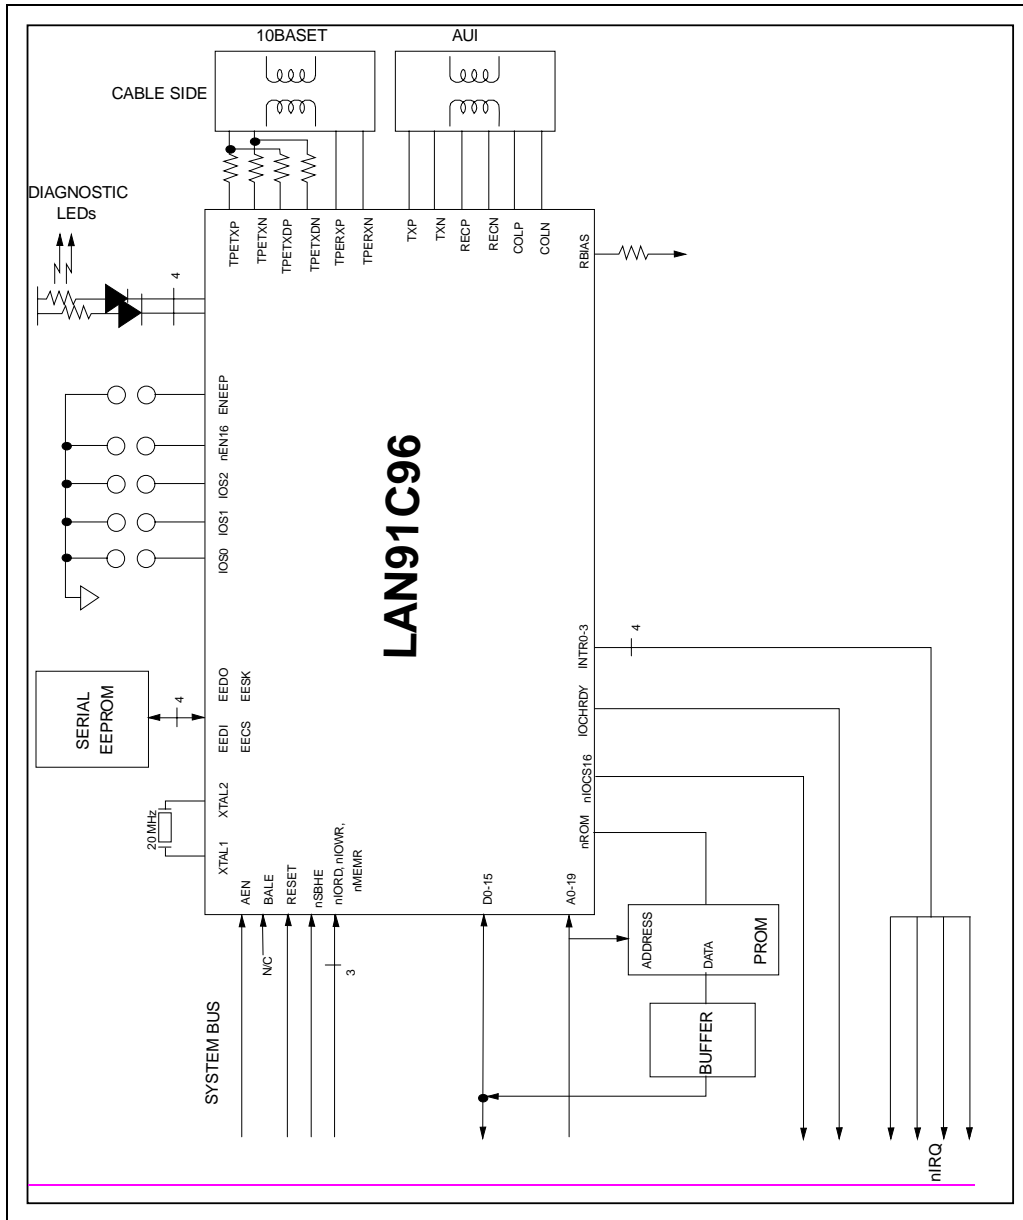 10BASET
AUI
CABLE SIDE
DIAGNOSTIC
LEDs
4
TPETXP
TPETXN
TPETXDP
TPETXDN
TPERXP
TPERXN
TXP
TXN
RECP
RECN
COLP
COLN
RBIAS
ENEEP
nEN16
IOS2
IOS1
IOS0
LAN91C96
SERIAL
EEPROM
4
EEDO
EESK
EEDI
EECS
INTR0-3
4
IOCHRDY
nIOCS16
nROM
XTAL2
20 MHz
XTAL1
AEN
BALE
RESET
nSBHE
nIORD, nIOWR,
nMEMR
D0-15
A0-19
N/C
3
ADDRESS
DATA
PROM
BUFFER
SYSTEM BUS
nIRQ